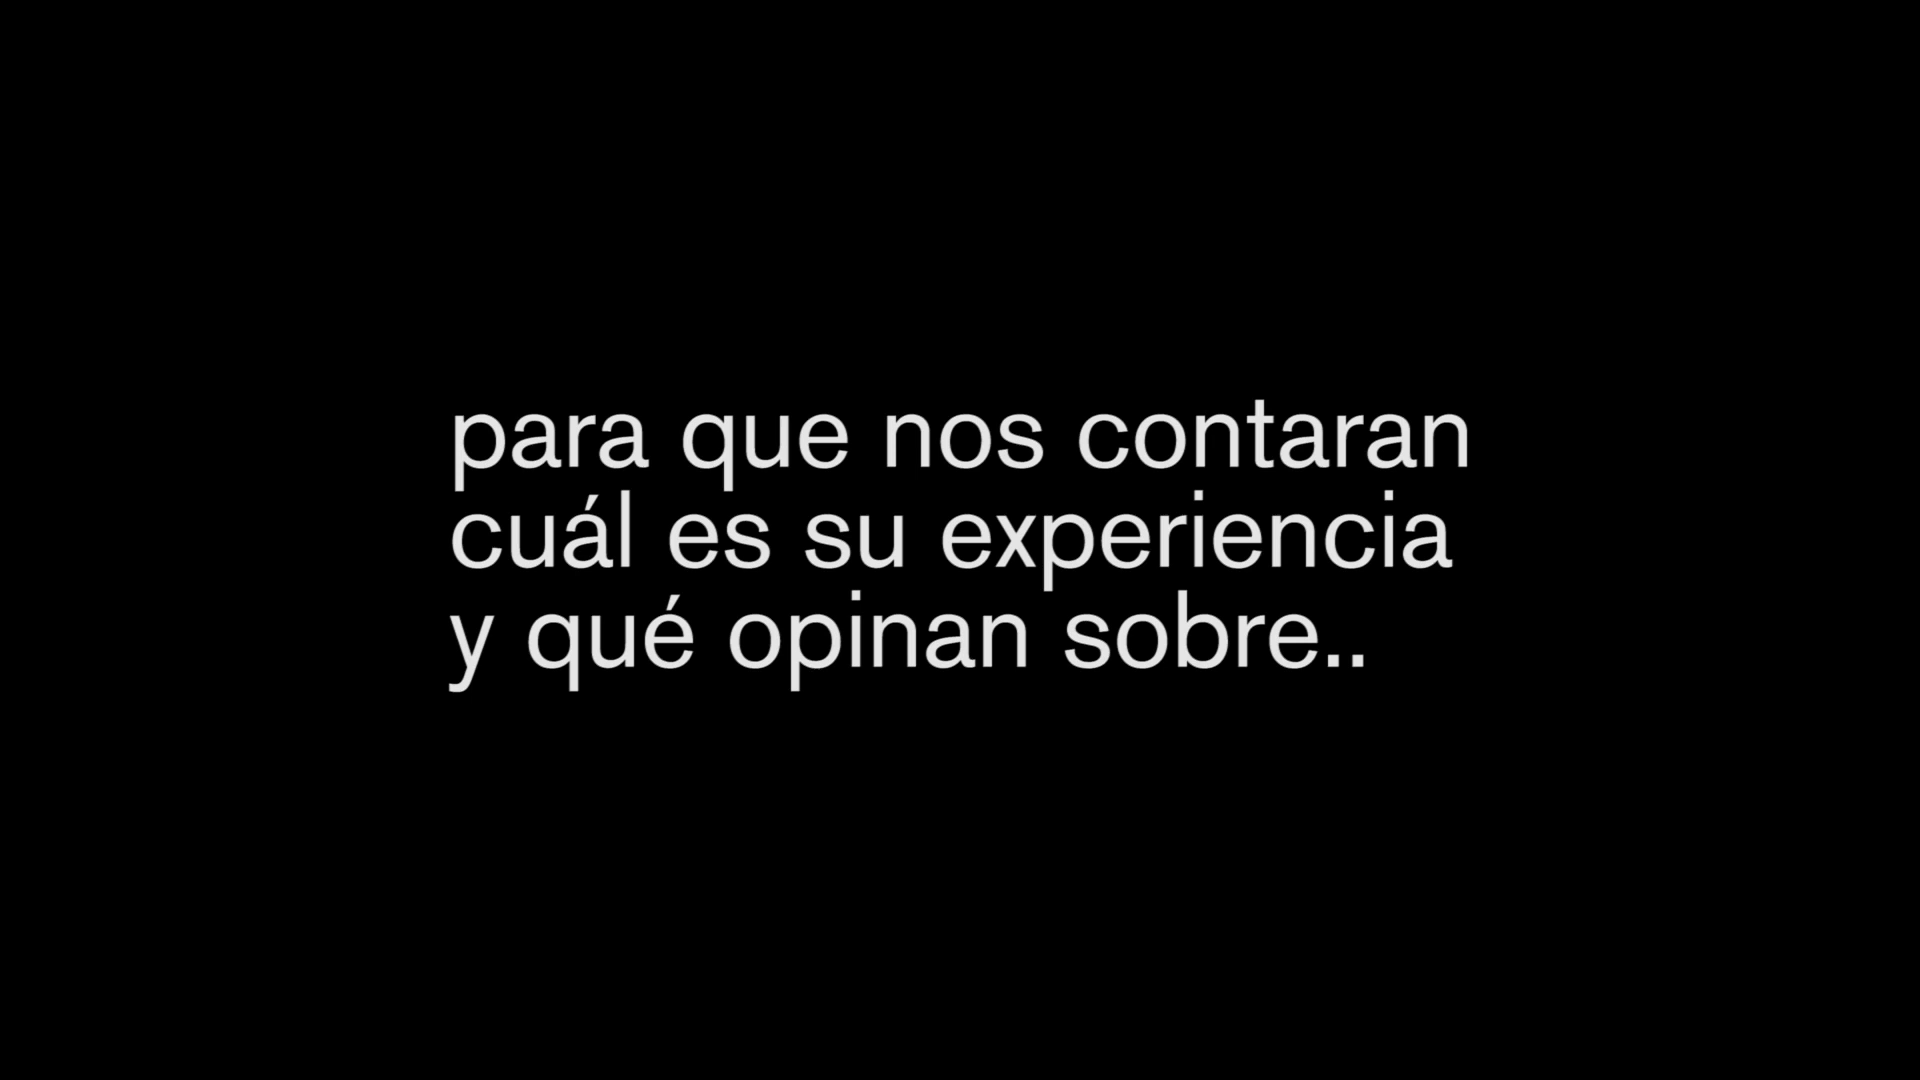 para que nos contaran
cuál es su experiencia
y qué opinan sobre..